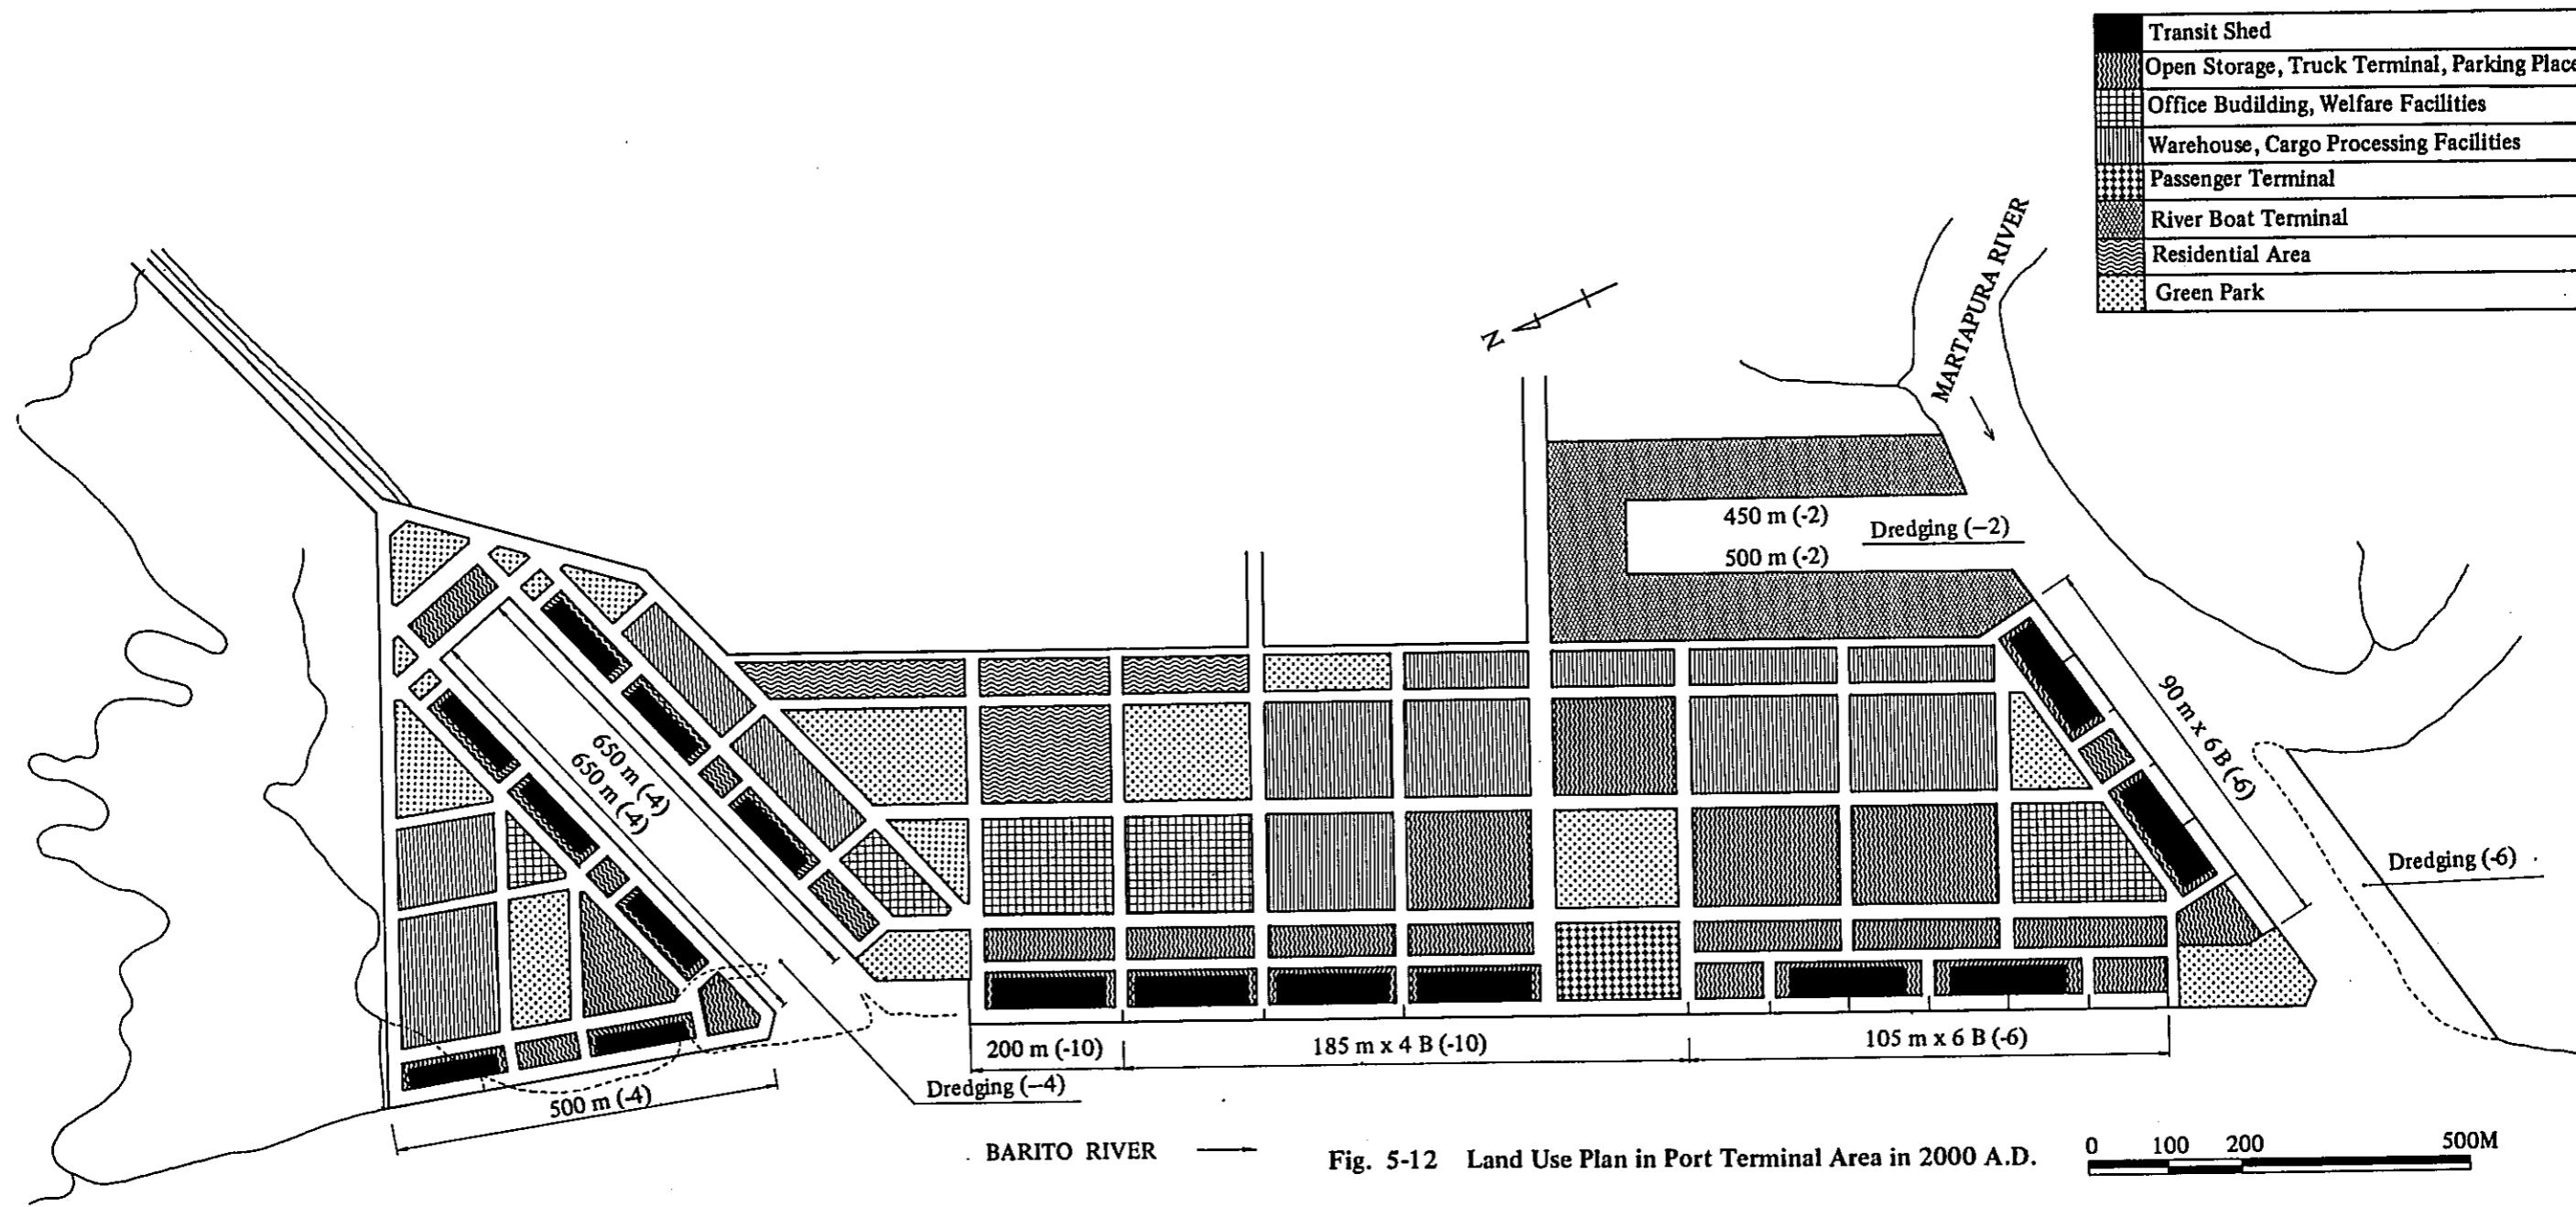 Transit Shed
Open Storage, Truck Terminal, Parking Place
Office Budilding, Welfare Facilities
Warehouse, Cargo Processing Facilities
Passenger Terminal
River Boat Terminal
Residential Area
Green Park
MARTAPURA RIVER
N
450 m (-2)
Dredging (-2)
500 m (-2)
90 m x 6 B (-6)
650 m (-4)
650 m (-4)
Dredging (-6)
200 m (-10)
185 m x 4 B (-10)
105 m x 6 B (-6)
Dredging (-4)
500 m (-4)
BARITO RIVER
Fig. 5-12 Land Use Plan in Port Terminal Area in 2000 A.D.
0 100 200 500M